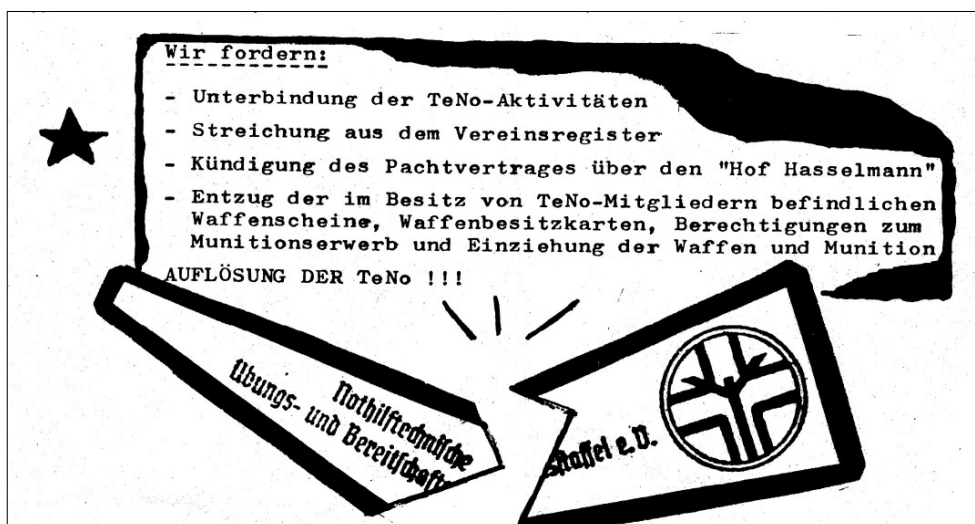 Wir fordern:
- Unterbindung der TeNo-Aktivitäten
- Streichung aus dem Vereinsregister
- Kündigung des Pachtvertrages über den "Hof Hasselmann"
- Entzug der im Besitz von TeNo-Mitgliedern befindlichen
Waffenscheine, Waffenbesitzkarten, Berechtigungen zum
Munitionserwerb und Einziehung der Waffen und Munition
AUFLÖSUNG DER TeNo !!!
Nothilftechnische
Übungs- und Bereitschaft
sstaffel e.V.